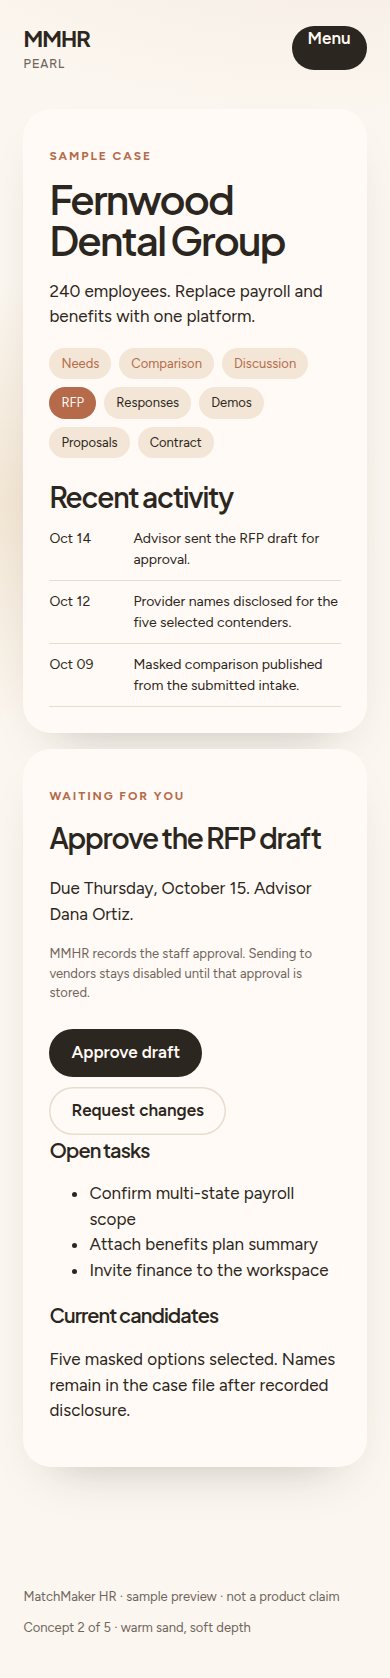 MMHR
PEARL
Menu
SAMPLE CASE
Fernwood
Dental Group
240 employees. Replace payroll and
benefits with one platform.
Needs Comparison Discussion
RFP Responses Demos
Proposals Contract
Recent activity
Oct 14 Advisor sent the RFP draft for
approval.
Oct 12 Provider names disclosed for the
five selected contenders.
Oct 09 Masked comparison published
from the submitted intake.
WAITING FOR YOU
Approve the RFP draft
Due Thursday, October 15. Advisor
Dana Ortiz.
MMHR records the staff approval. Sending to
vendors stays disabled until that approval is
stored.
Approve draft
Request changes
Open tasks
• Confirm multi-state payroll
scope
• Attach benefits plan summary
• Invite finance to the workspace
Current candidates
Five masked options selected. Names
remain in the case file after recorded
disclosure.
MatchMaker HR · sample preview · not a product claim
Concept 2 of 5 · warm sand, soft depth